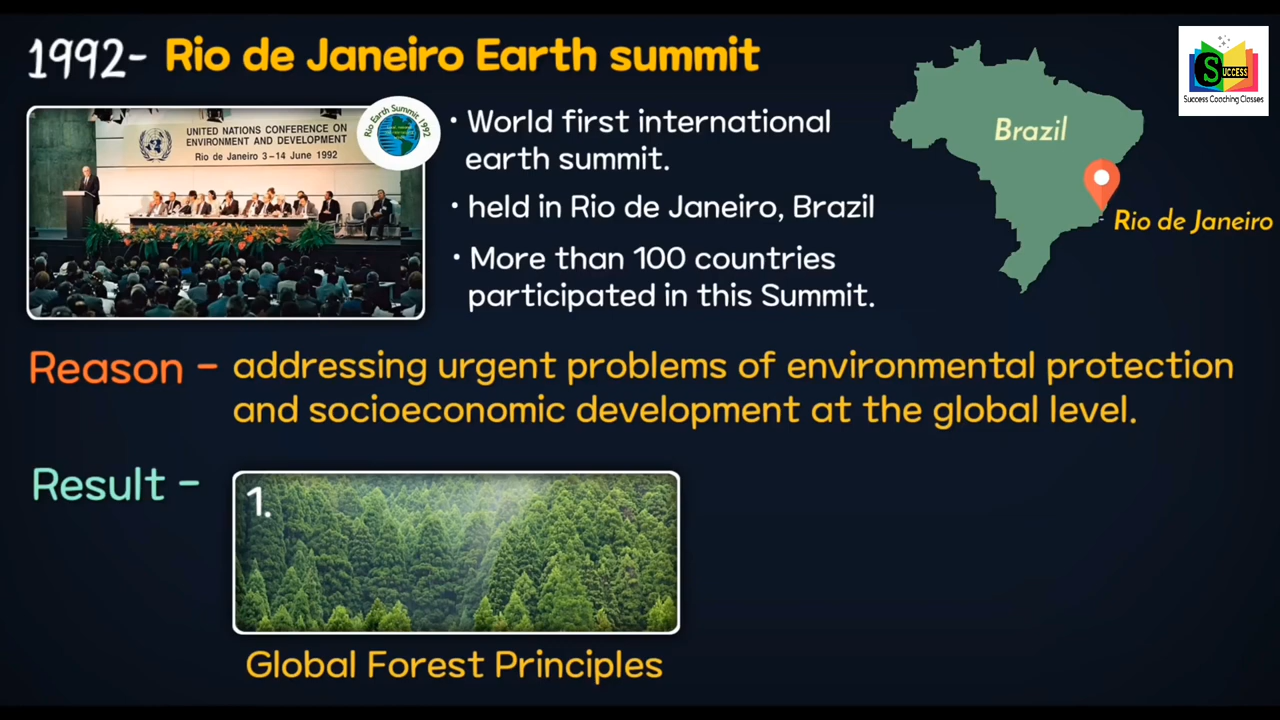 1992- Rio de Janeiro Earth summit
UNITED NATIONS CONFERENCE ON
ENVIRONMENT AND DEVELOPMENT
Rio de Janeiro 3-14 June 1992
Rio Earth Summit 1992
• World first international
earth summit.
• held in Rio de Janeiro, Brazil
• More than 100 countries
participated in this Summit.
Brazil
Rio de Janeiro
SUCCESS
Success Coaching Classes
Reason - addressing urgent problems of environmental protection
and socioeconomic development at the global level.
Result -
1.
Global Forest Principles